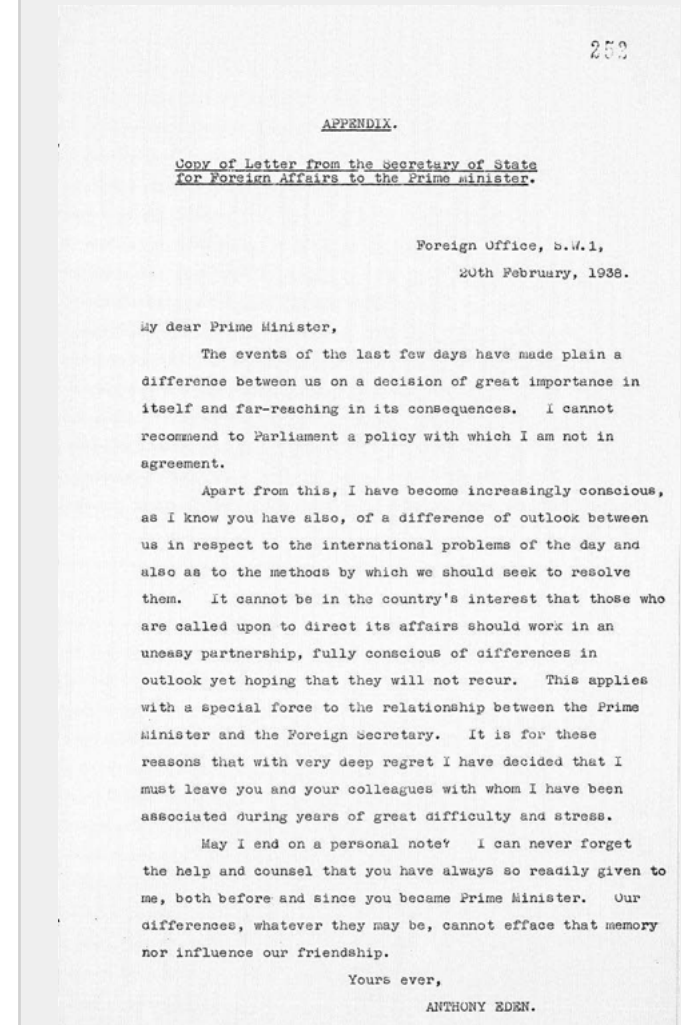 252
APPENDIX.
Copy of Letter from the Secretary of State
for Foreign Affairs to the Prime Minister.
Foreign Office, S.W.1,
20th February, 1938.
My dear Prime Minister,
The events of the last few days have made plain a
difference between us on a decision of great importance in
itself and far-reaching in its consequences. I cannot
recommend to Parliament a policy with which I am not in
agreement.
Apart from this, I have become increasingly conscious,
as I know you have also, of a difference of outlook between
us in respect to the international problems of the day and
also as to the methods by which we should seek to resolve
them. It cannot be in the country's interest that those who
are called upon to direct its affairs should work in an
uneasy partnership, fully conscious of differences in
outlook yet hoping that they will not recur. This applies
with a special force to the relationship between the Prime
Minister and the Foreign Secretary. It is for these
reasons that with very deep regret I have decided that I
must leave you and your colleagues with whom I have been
associated during years of great difficulty and stress.
May I end on a personal note? I can never forget
the help and counsel that you have always so readily given to
me, both before and since you became Prime Minister. Our
differences, whatever they may be, cannot efface that memory
nor influence our friendship.
Yours ever,
ANTHONY EDEN.